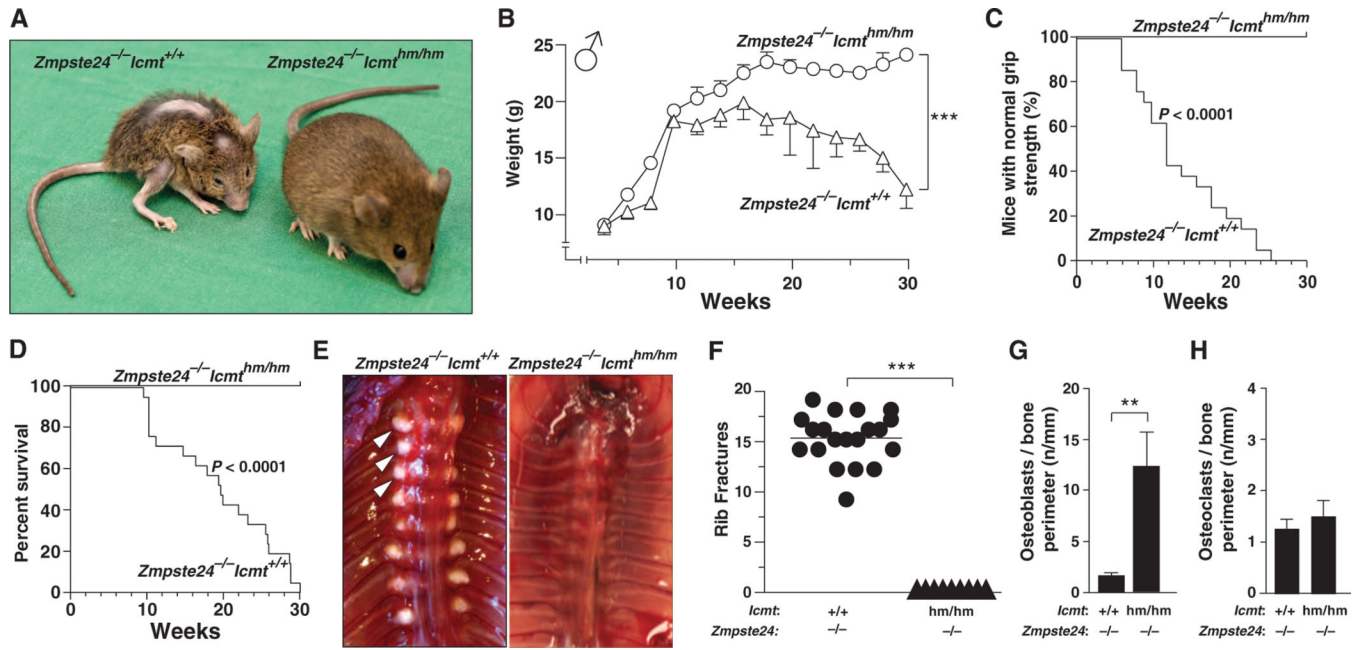 A
Zmpste24−/−Icmt+/+
Zmpste24−/−Icmthm/hm
B
♂
Zmpste24−/−Icmthm/hm
25
20
15
10
Weight (g)
***
Zmpste24−/−Icmt+/+
10
20
30
Weeks
C
Zmpste24−/−Icmthm/hm
100
80
60
40
20
0
Mice with normal grip
strength (%)
P < 0.0001
Zmpste24−/−Icmt+/+
0
10
20
30
Weeks
D
Zmpste24−/−Icmthm/hm
100
80
60
40
20
0
Percent survival
P < 0.0001
Zmpste24−/−Icmt+/+
0
10
20
30
Weeks
E
Zmpste24−/−Icmt+/+
Zmpste24−/−Icmthm/hm
F
***
20
15
10
5
0
Rib Fractures
Icmt: +/+ hm/hm
Zmpste24: −/− −/−
G
**
20
15
10
5
0
Osteoblasts / bone
perimeter (n/mm)
Icmt: +/+ hm/hm
Zmpste24: −/− −/−
H
4
3
2
1
0
Osteoclasts / bone
perimeter (n/mm)
Icmt: +/+ hm/hm
Zmpste24: −/− −/−